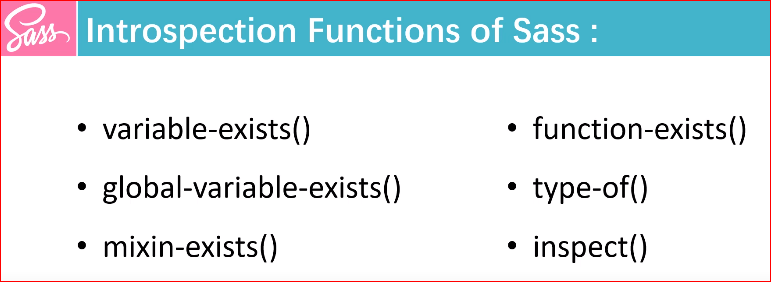 Sass
Introspection Functions of Sass :
• variable-exists()
• global-variable-exists()
• mixin-exists()
• function-exists()
• type-of()
• inspect()